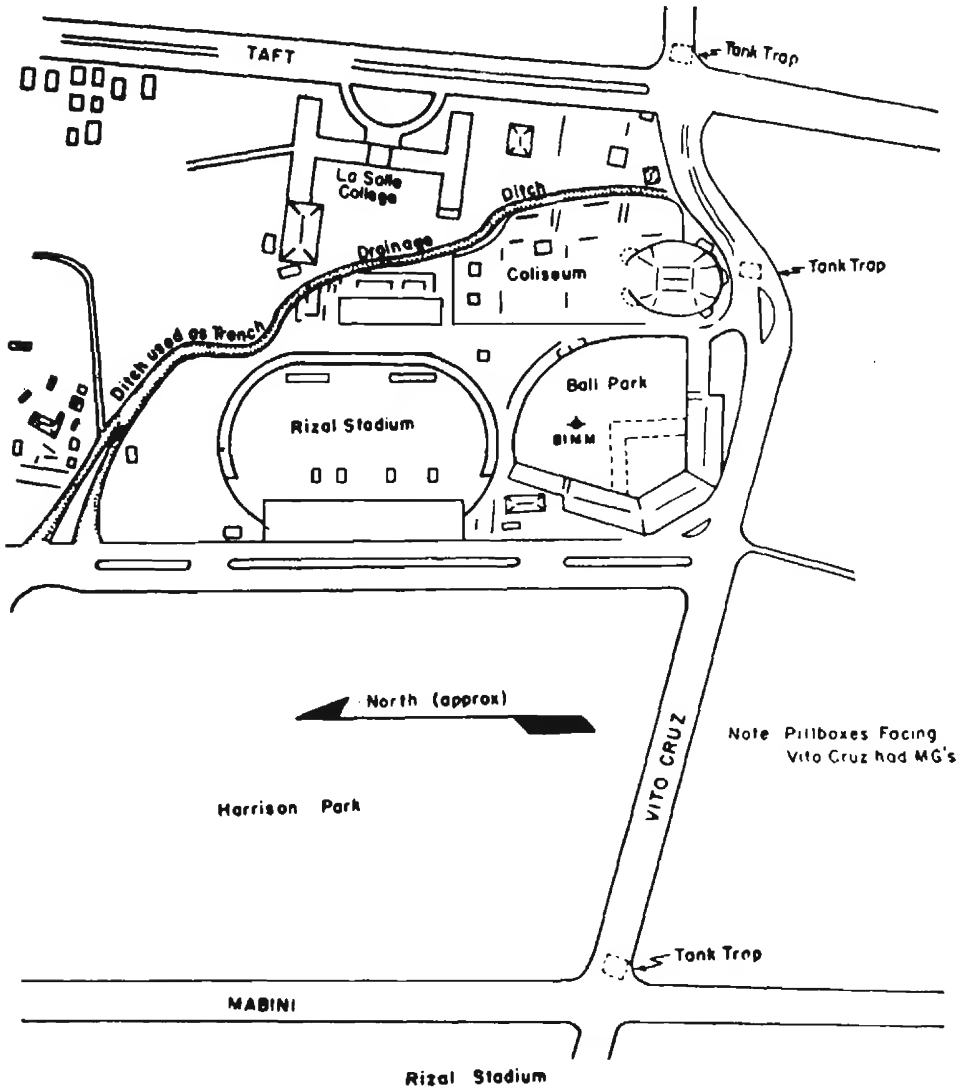 Tank Trap
TAFT
La Salle
College
Ditch
Drainage
Coliseum
Tank Trap
Ditch used as Trench
Ball Park
Rizal Stadium
81MM
North (approx)
Note Pillboxes Facing
Vito Cruz had MG's
VITO CRUZ
Harrison Park
Tank Trap
MABINI
Rizal Stadium